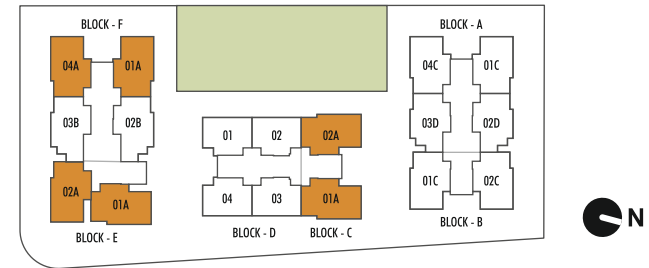 BLOCK - F
BLOCK - A
04A 01A
04C 01C
03B 02B
01 02 02A
03D 02D
02A 01A
04 03 01A
01C 02C
BLOCK - E
BLOCK - D BLOCK - C
BLOCK - B
N